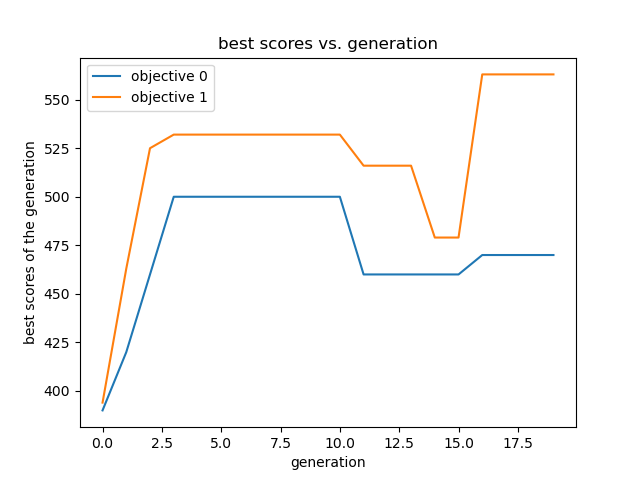 best scores vs. generation
objective 0
objective 1
best scores of the generation
550
525
500
475
450
425
400
0.0 2.5 5.0 7.5 10.0 12.5 15.0 17.5
generation